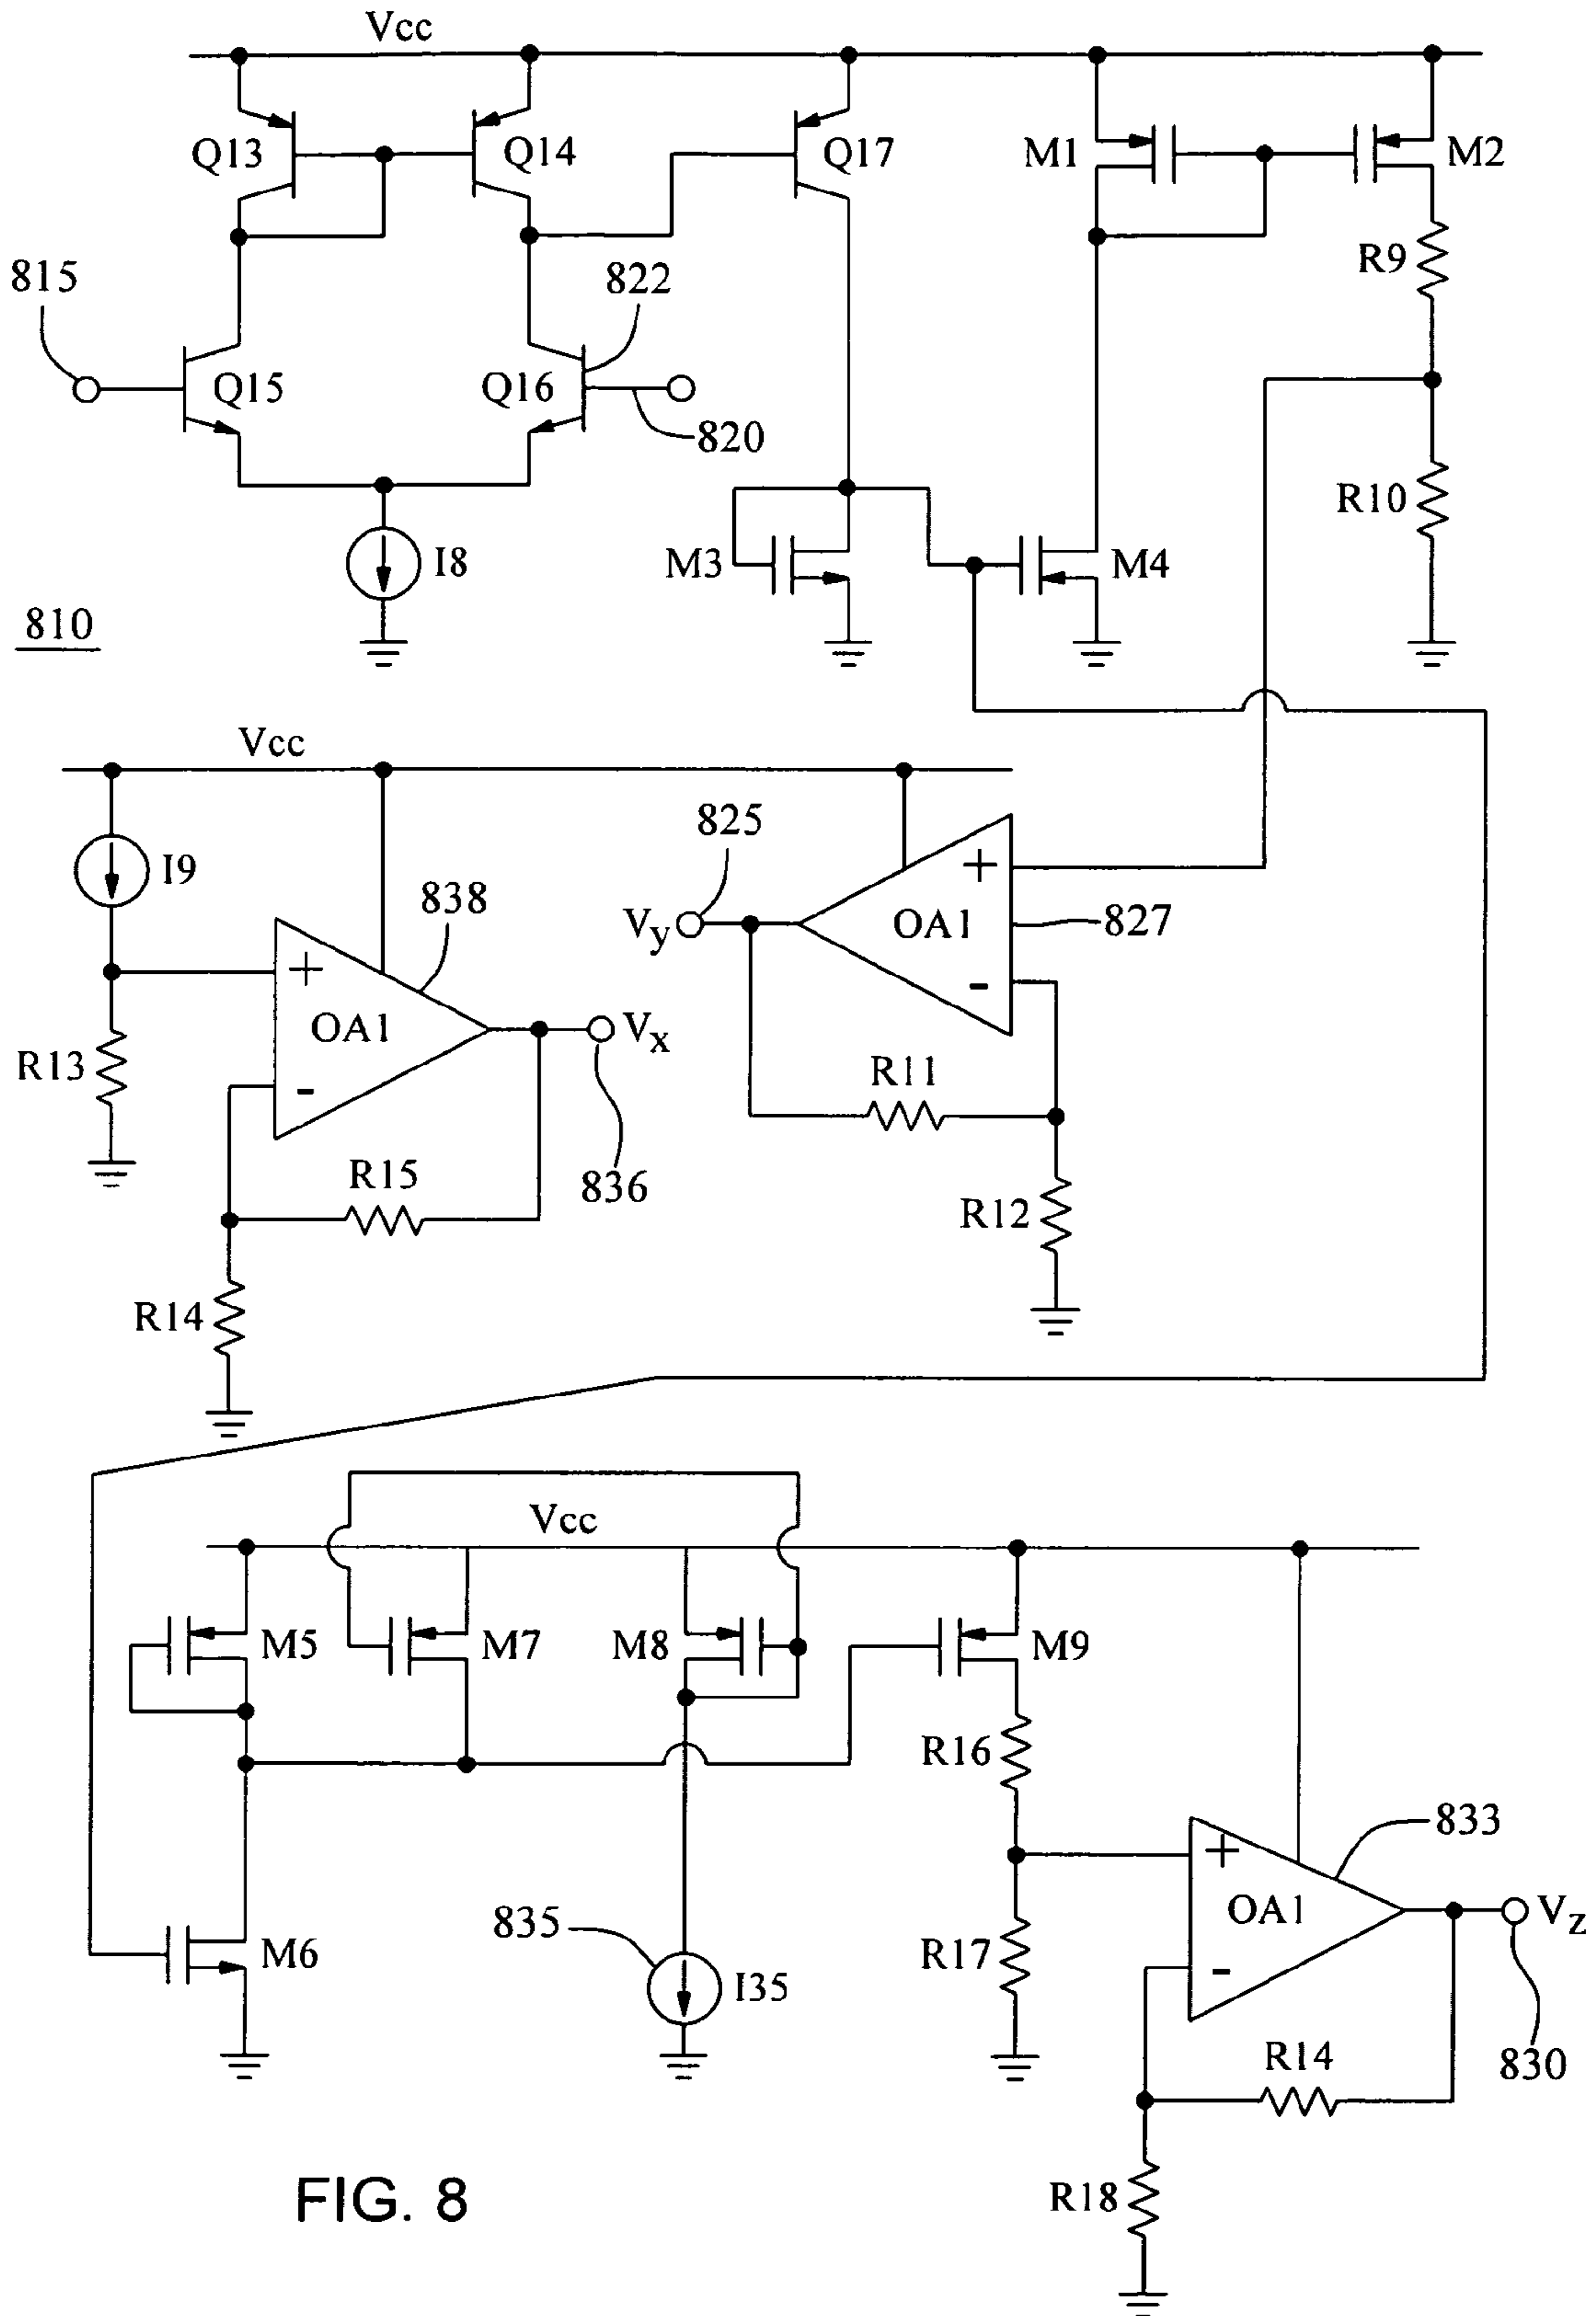 Vcc
Q13
Q14
Q17
M1
M2
R9
815
822
Q15
Q16
820
R10
I8
M3
M4
810
Vcc
825
I9
838
+
OA1
827
Vy
+
OA1
-
Vx
R13
-
R11
R15
836
R12
R14
Vcc
M5
M7
M8
M9
R16
833
+
835
OA1
Vz
M6
R17
-
I35
R14
830
FIG. 8
R18